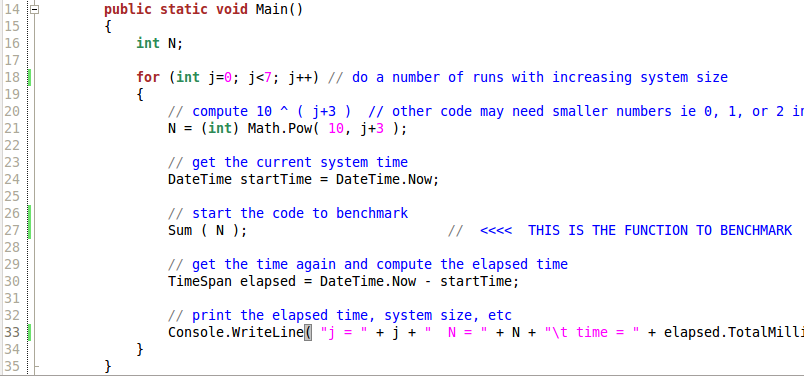 14 public static void Main()
15 {
16 int N;
17
18 for (int j=0; j<7; j++) // do a number of runs with increasing system size
19 {
20 // compute 10 ^ ( j+3 )  // other code may need smaller numbers ie 0, 1, or 2 in
21 N = (int) Math.Pow( 10, j+3 );
22
23 // get the current system time
24 DateTime startTime = DateTime.Now;
25
26 // start the code to benchmark
27 Sum ( N ); // <<<< THIS IS THE FUNCTION TO BENCHMARK
28
29 // get the time again and compute the elapsed time
30 TimeSpan elapsed = DateTime.Now - startTime;
31
32 // print the elapsed time, system size, etc
33 Console.WriteLine( "j = " + j + "  N = " + N + "\t time = " + elapsed.TotalMilli
34 }
35 }